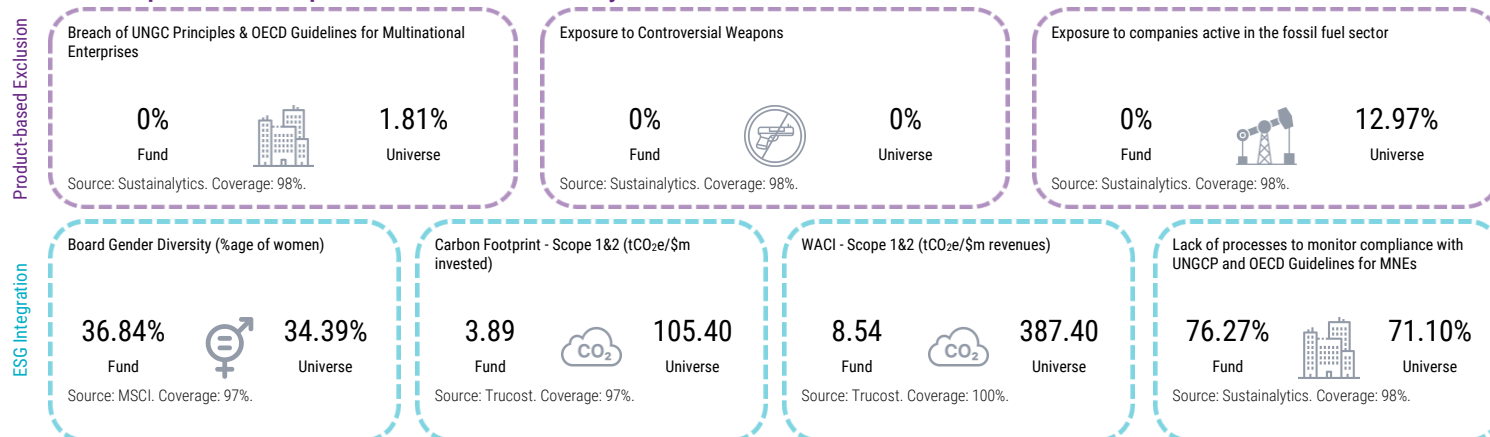 Product-based Exclusion
Breach of UNGC Principles & OECD Guidelines for Multinational
Enterprises
0%
Fund
1.81%
Universe
Source: Sustainalytics. Coverage: 98%.
Exposure to Controversial Weapons
0%
Fund
0%
Universe
Source: Sustainalytics. Coverage: 98%.
Exposure to companies active in the fossil fuel sector
0%
Fund
12.97%
Universe
Source: Sustainalytics. Coverage: 98%.
ESG Integration
Board Gender Diversity (%age of women)
36.84%
Fund
34.39%
Universe
Source: MSCI. Coverage: 97%.
Carbon Footprint - Scope 1&2 (tCO₂e/$m
invested)
3.89
Fund
CO₂
105.40
Universe
Source: Trucost. Coverage: 97%.
WACI - Scope 1&2 (tCO₂e/$m revenues)
8.54
Fund
CO₂
387.40
Universe
Source: Trucost. Coverage: 100%.
Lack of processes to monitor compliance with
UNGCP and OECD Guidelines for MNEs
76.27%
Fund
71.10%
Universe
Source: Sustainalytics. Coverage: 98%.